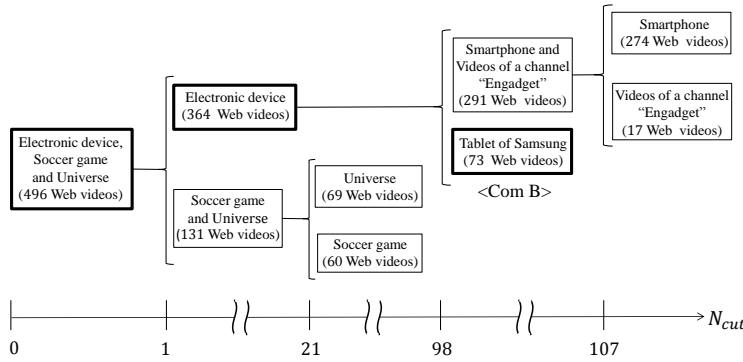 Electronic device,
Soccer game
and Universe
(496 Web videos)
Electronic device
(364 Web videos)
Soccer game
and Universe
(131 Web videos)
Universe
(69 Web videos)
Soccer game
(60 Web videos)
Smartphone and
Videos of a channel
“Engadget”
(291 Web videos)
Tablet of Samsung
(73 Web videos)
<Com B>
Smartphone
(274 Web videos)
Videos of a channel
“Engadget”
(17 Web videos)
0 1 21 98 107 N_cut